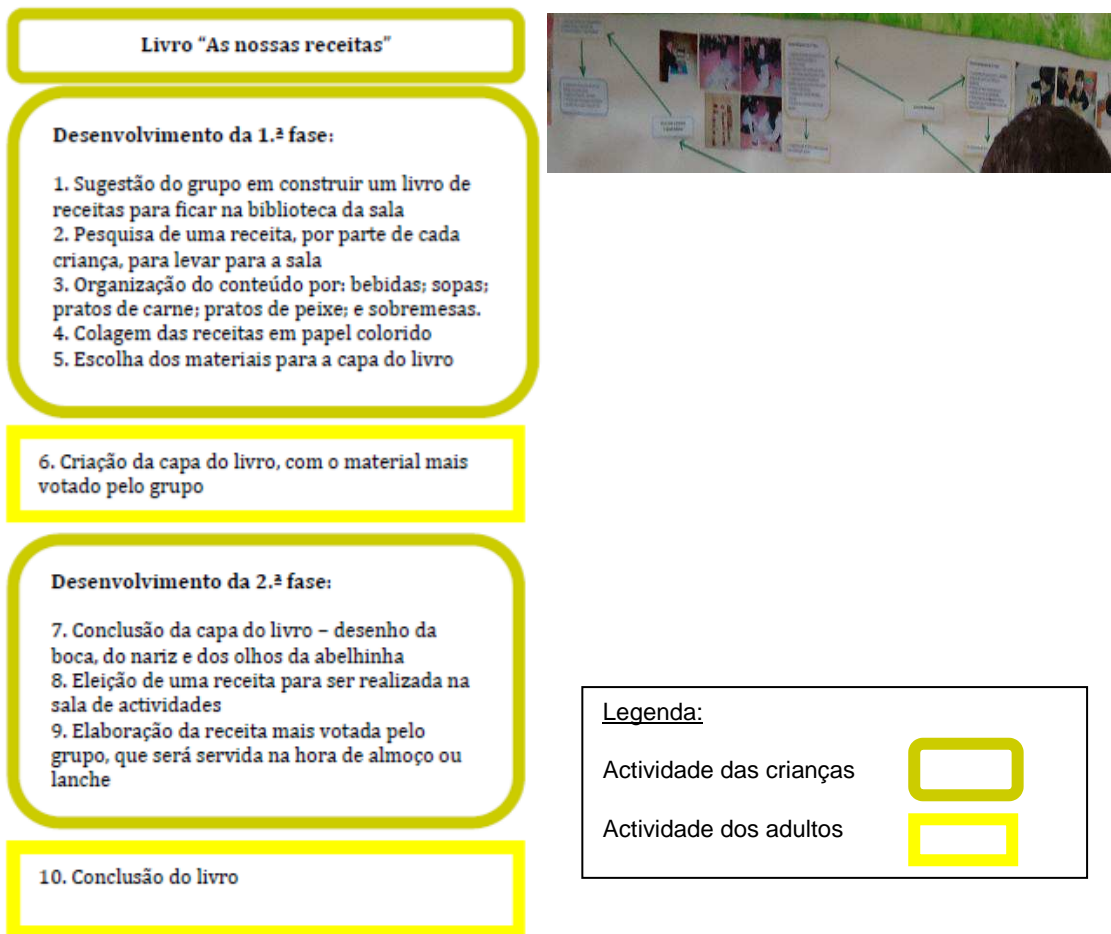 Livro “As nossas receitas”
Desenvolvimento da 1.ª fase:
1. Sugestão do grupo em construir um livro de
receitas para ficar na biblioteca da sala
2. Pesquisa de uma receita, por parte de cada
criança, para levar para a sala
3. Organização do conteúdo por: bebidas; sopas;
pratos de carne; pratos de peixe; e sobremesas.
4. Colagem das receitas em papel colorido
5. Escolha dos materiais para a capa do livro
6. Criação da capa do livro, com o material mais
votado pelo grupo
Desenvolvimento da 2.ª fase:
7. Conclusão da capa do livro – desenho da
boca, do nariz e dos olhos da abelhinha
8. Eleição de uma receita para ser realizada na
sala de actividades
9. Elaboração da receita mais votada pelo
grupo, que será servida na hora de almoço ou
lanche
10. Conclusão do livro
Legenda:
Actividade das crianças
Actividade dos adultos